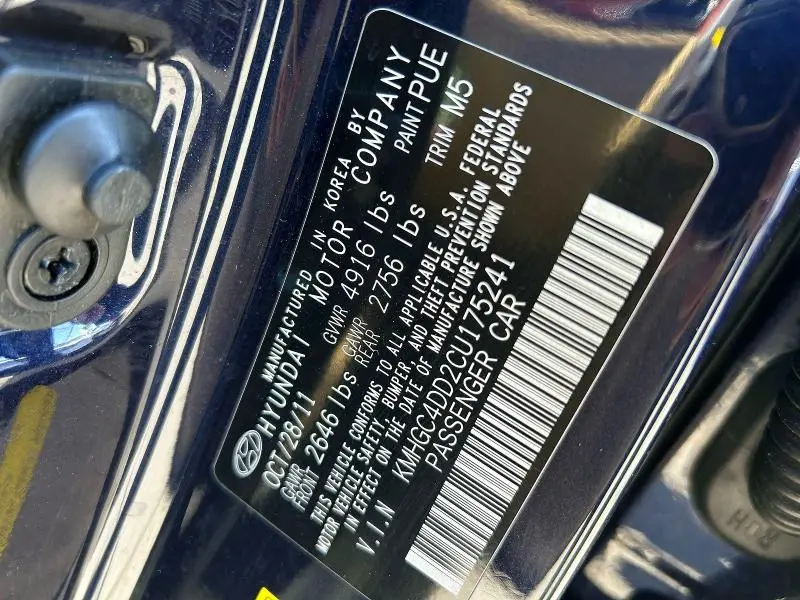 MANUFACTURED IN KOREA BY
HYUNDAI MOTOR COMPANY
OCT/28/11 GVWR 4916 lbs PAINT PUE
GAWR FRONT 2646 lbs GAWR REAR 2756 lbs TRIM M5
THIS VEHICLE CONFORMS TO ALL APPLICABLE U.S.A. FEDERAL
MOTOR VEHICLE SAFETY, BUMPER, AND THEFT PREVENTION STANDARDS
IN EFFECT ON THE DATE OF MANUFACTURE SHOWN ABOVE
V.I.N KMHGC4DD2CU175241
PASSENGER CAR
RCH